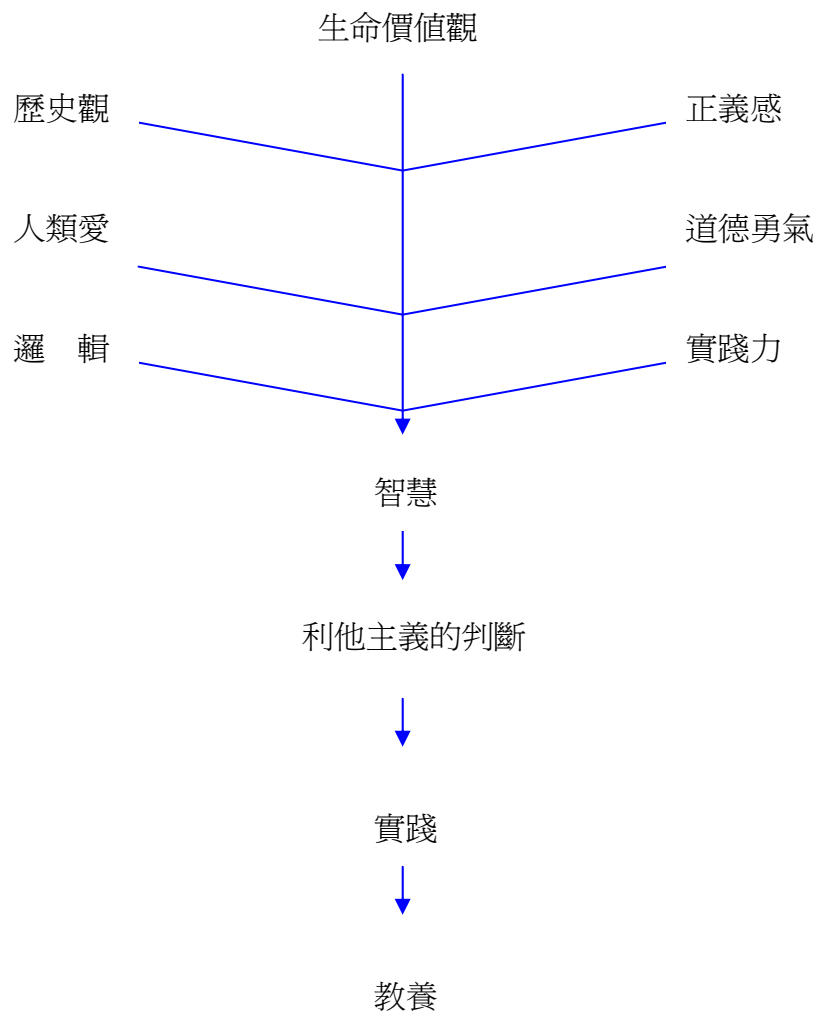 生命價值觀
歷史觀
正義感
人類愛
道德勇氣
邏　輯
實踐力
智慧
利他主義的判斷
實踐
教養